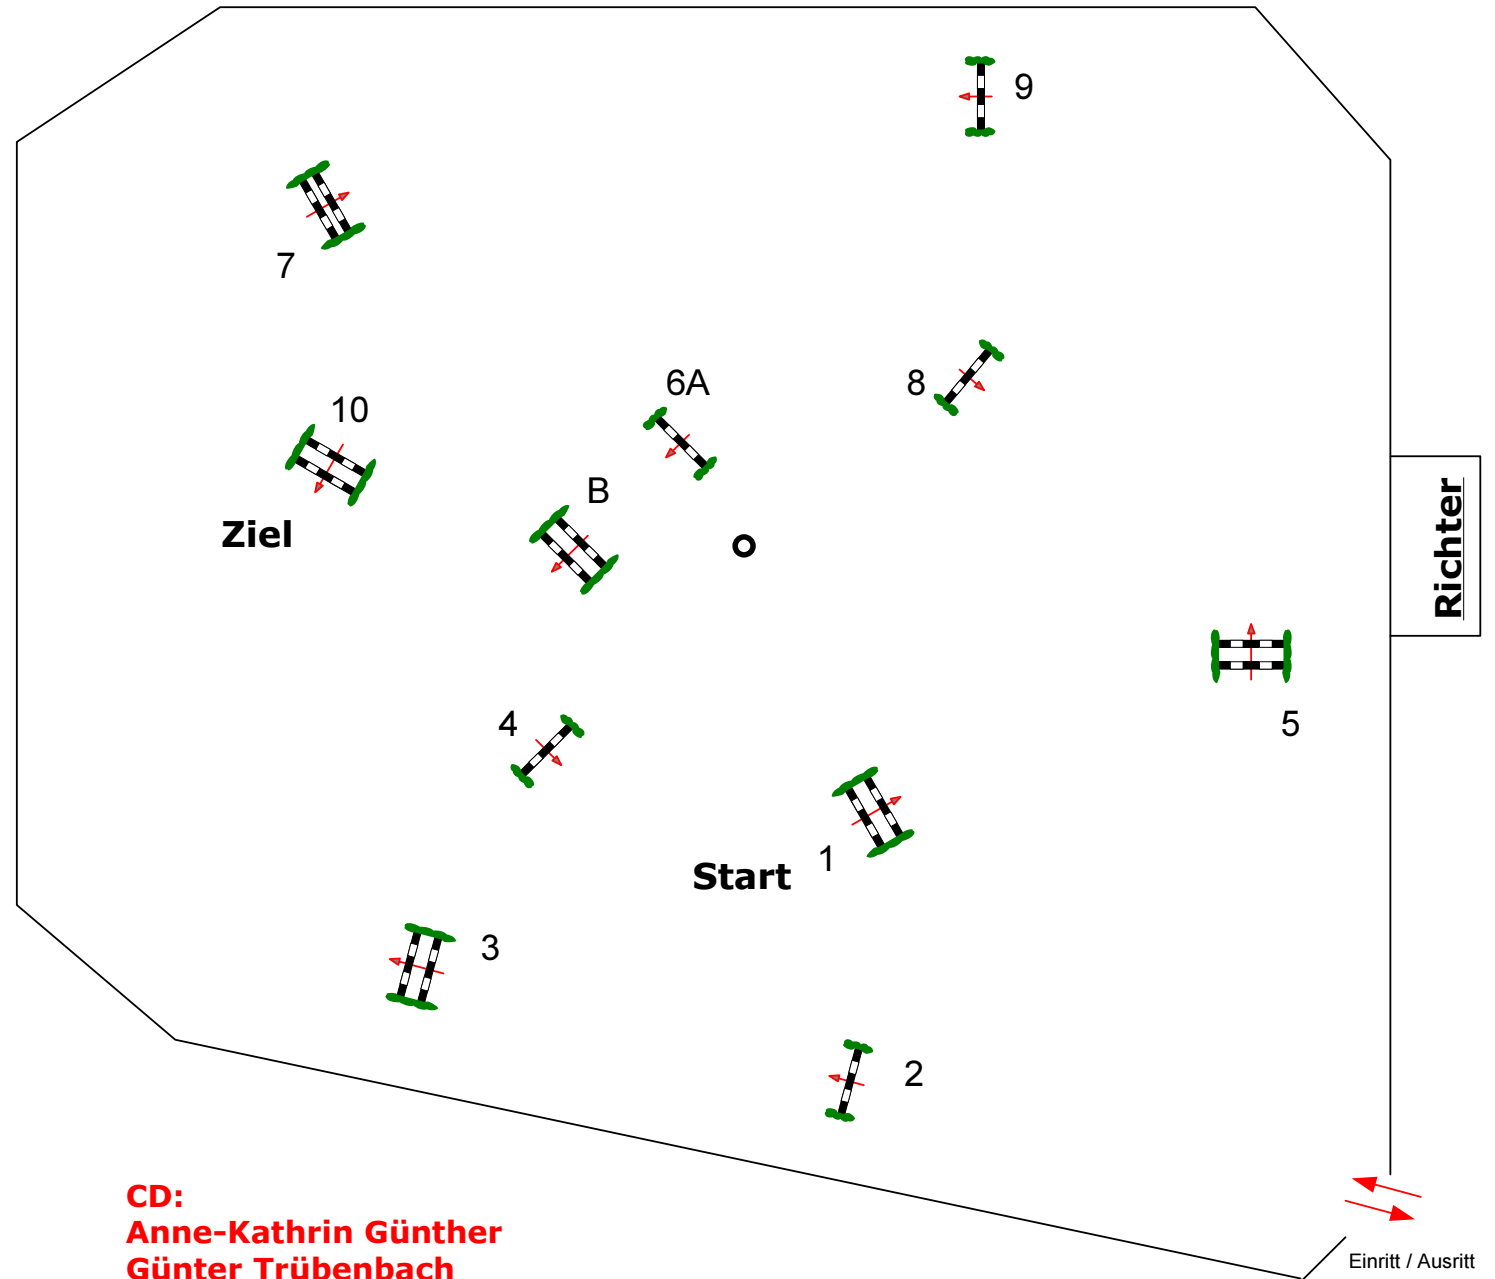 9
7
6A
8
10
B
Ziel
Richter
4
5
1
Start
3
2
CD:
Anne-Kathrin Günther
Günter Trübenbach
Einritt / Ausritt